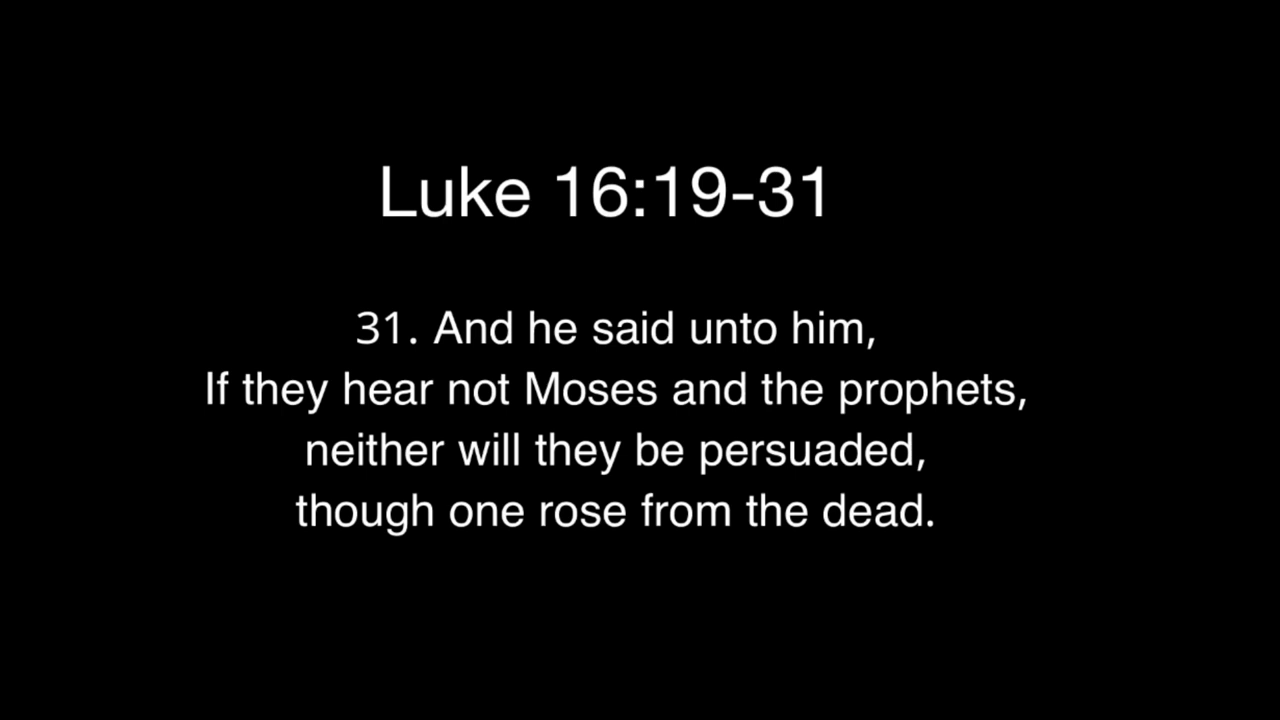 Luke 16:19-31
31. And he said unto him,
If they hear not Moses and the prophets,
neither will they be persuaded,
though one rose from the dead.